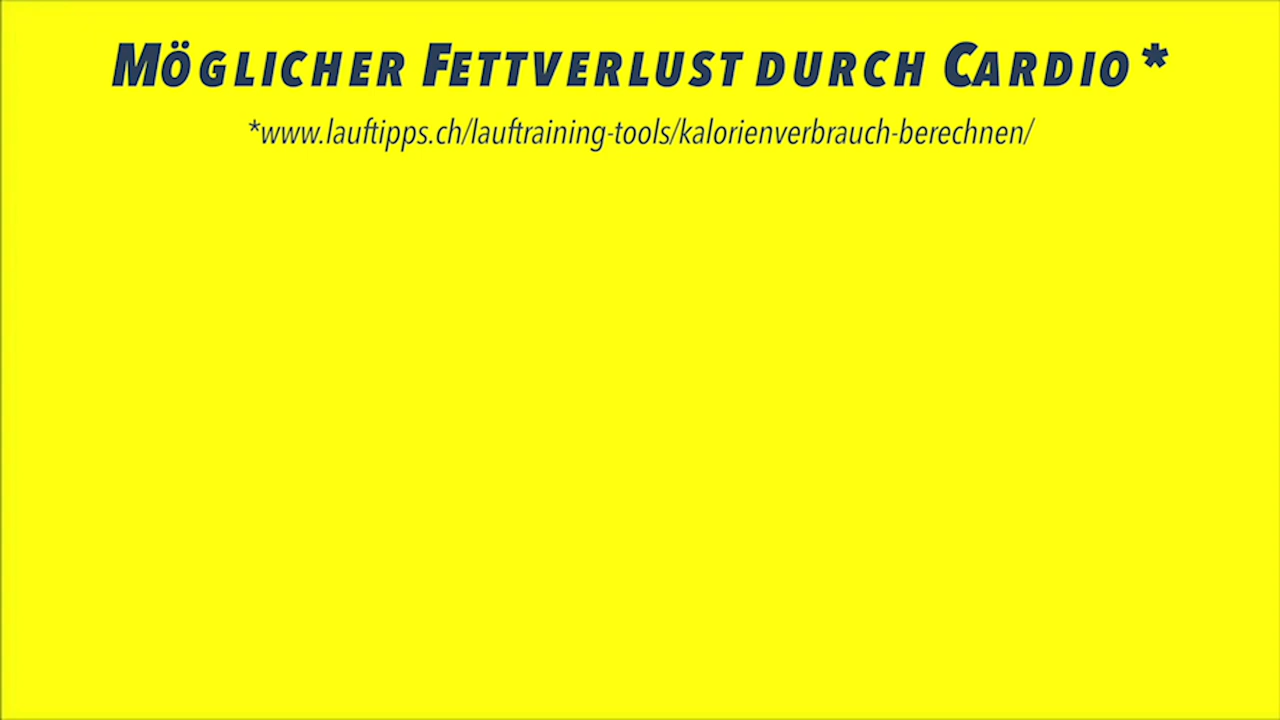 Möglicher Fettverlust durch Cardio*
*www.lauftipps.ch/lauftraining-tools/kalorienverbrauch-berechnen/